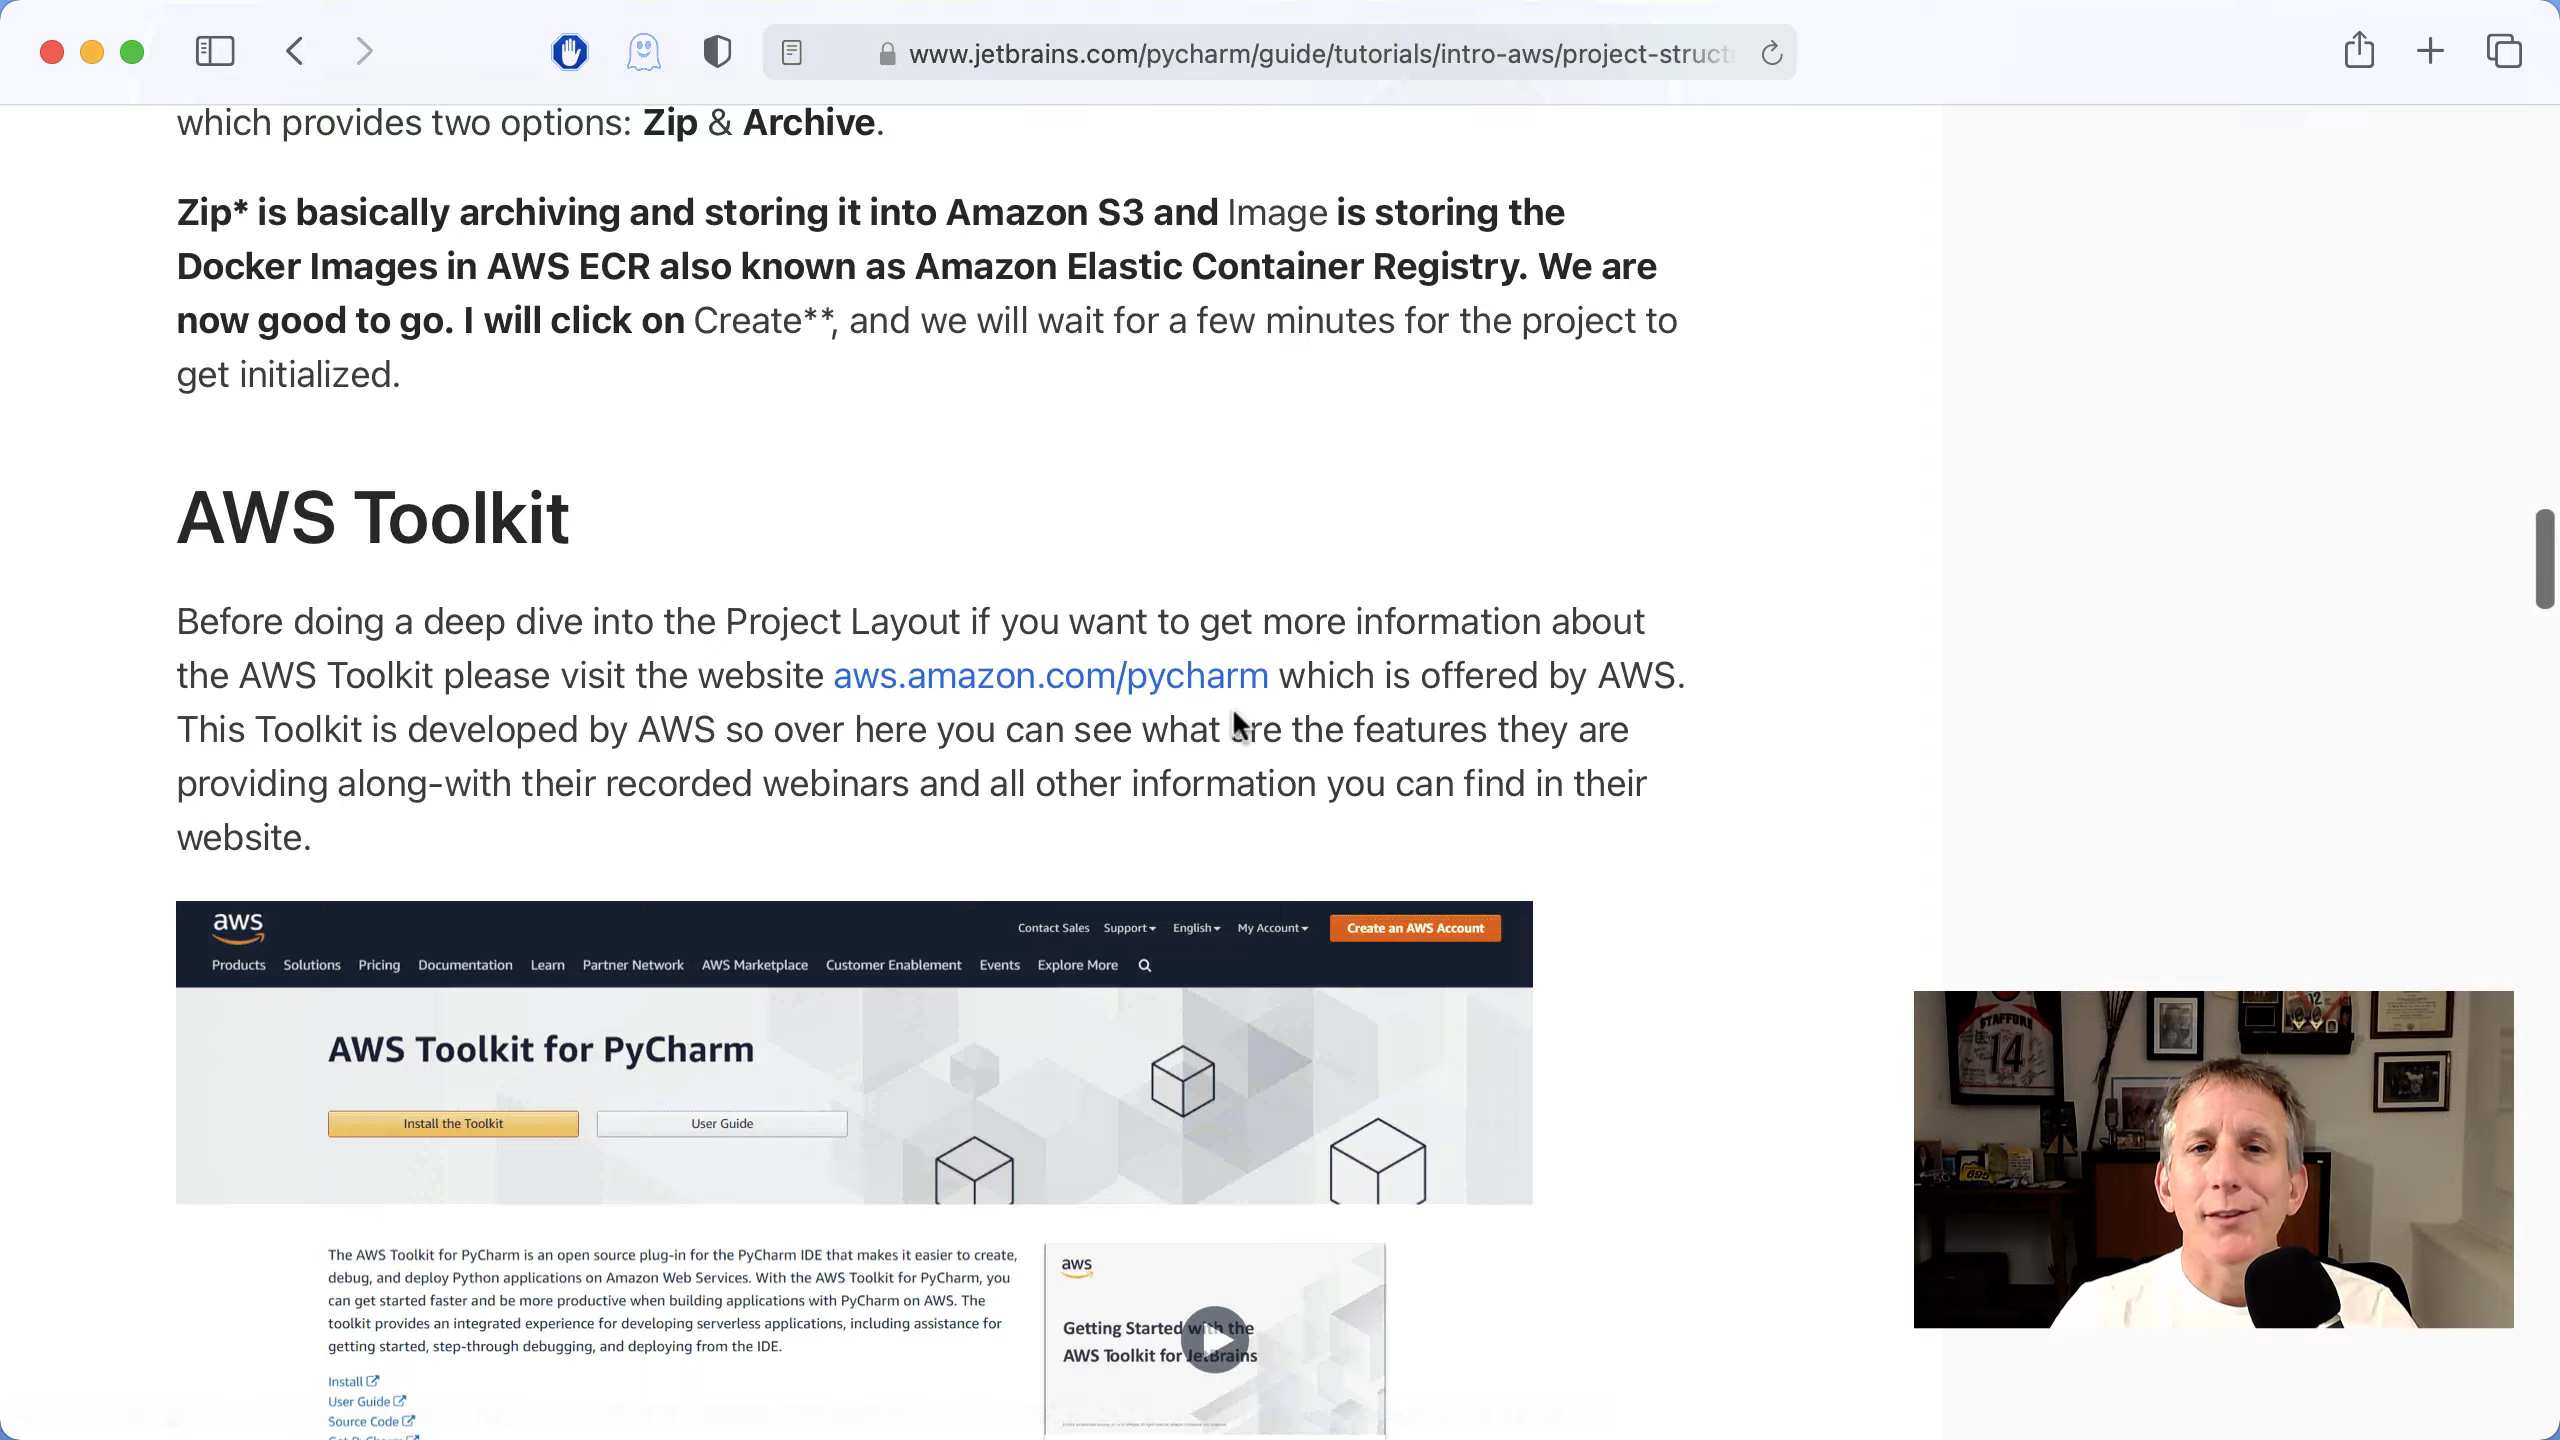 www.jetbrains.com/pycharm/guide/tutorials/intro-aws/project-struct
which provides two options: Zip & Archive.
Zip* is basically archiving and storing it into Amazon S3 and Image is storing the
Docker Images in AWS ECR also known as Amazon Elastic Container Registry. We are
now good to go. I will click on Create**, and we will wait for a few minutes for the project to
get initialized.
AWS Toolkit
Before doing a deep dive into the Project Layout if you want to get more information about
the AWS Toolkit please visit the website aws.amazon.com/pycharm which is offered by AWS.
This Toolkit is developed by AWS so over here you can see what are the features they are
providing along-with their recorded webinars and all other information you can find in their
website.
aws
Contact Sales Support English My Account Create an AWS Account
Products Solutions Pricing Documentation Learn Partner Network AWS Marketplace Customer Enablement Events Explore More
AWS Toolkit for PyCharm
Install the Toolkit User Guide
The AWS Toolkit for PyCharm is an open source plug-in for the PyCharm IDE that makes it easier to create,
debug, and deploy Python applications on Amazon Web Services. With the AWS Toolkit for PyCharm, you
can get started faster and be more productive when building applications with PyCharm on AWS. The
toolkit provides an integrated experience for developing serverless applications, including assistance for
getting started, step-through debugging, and deploying from the IDE.
Install
User Guide
Source Code
Get PyCharm
aws
Getting Started with the
AWS Toolkit for JetBrains
STAFFORD
14